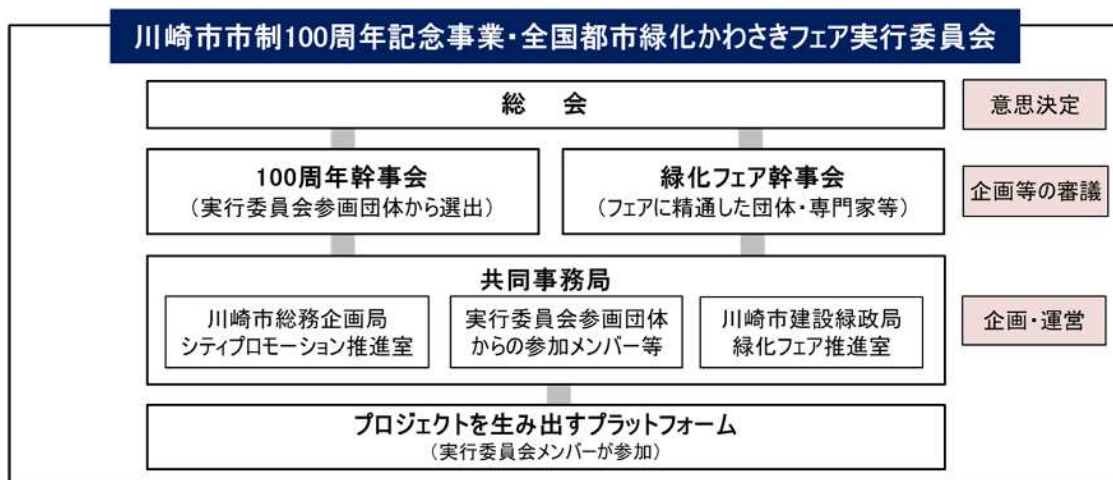 川崎市市制100周年記念事業・全国都市緑化かわさきフェア実行委員会
総　会
意思決定
100周年幹事会
（実行委員会参画団体から選出）
緑化フェア幹事会
（フェアに精通した団体・専門家等）
企画等の審議
共同事務局
川崎市総務企画局
シティプロモーション推進室
実行委員会参画団体
からの参加メンバー等
川崎市建設緑政局
緑化フェア推進室
企画・運営
プロジェクトを生み出すプラットフォーム
（実行委員会メンバーが参加）